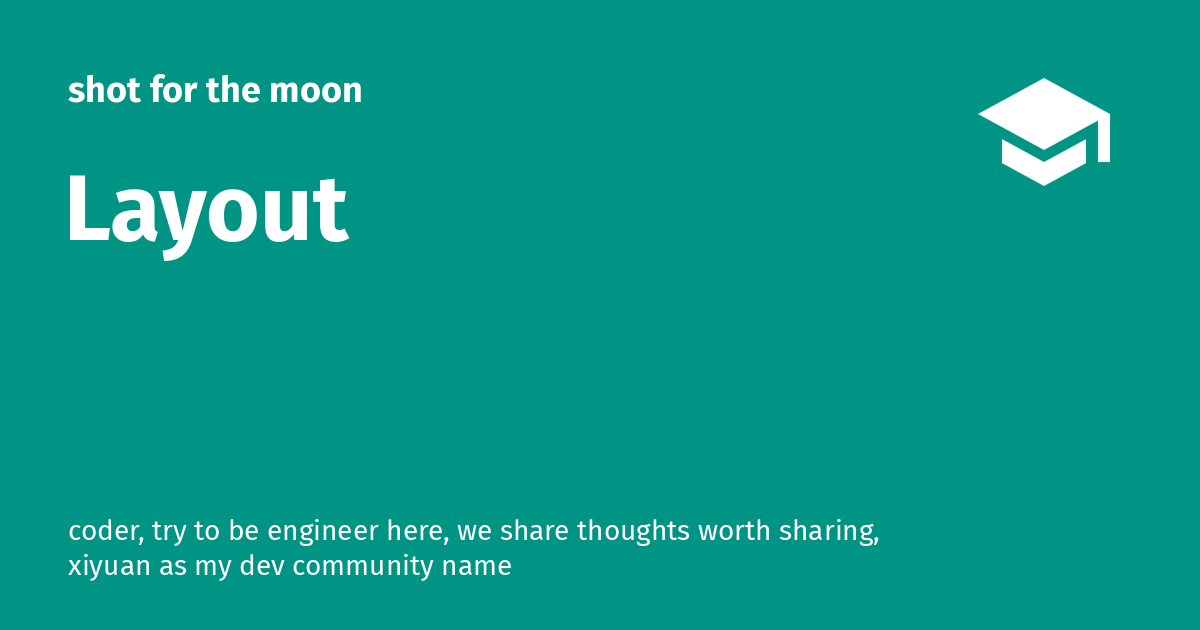 shot for the moon
Layout
coder, try to be engineer here, we share thoughts worth sharing,
xiyuan as my dev community name